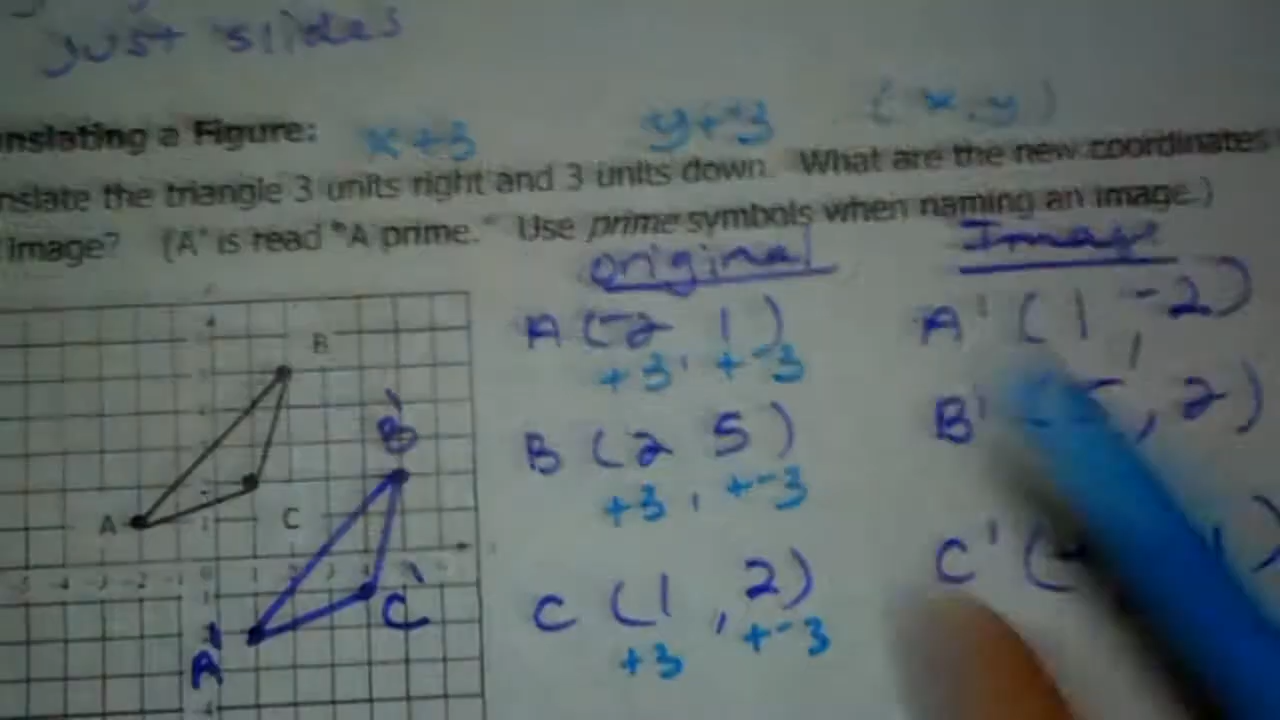 just slides
nslating a Figure: x+3 y+-3 (x,y)
nslate the triangle 3 units right and 3 units down. What are the new coordinates
image? (A' is read "A prime." Use prime symbols when naming an image.)
original Image
A (-2 1) A' (1 -2)
+3, +-3
B B (2 5) B' , 2)
B' +3, +-3
A C
C (1, 2) C' (
C' +3 +-3
A'